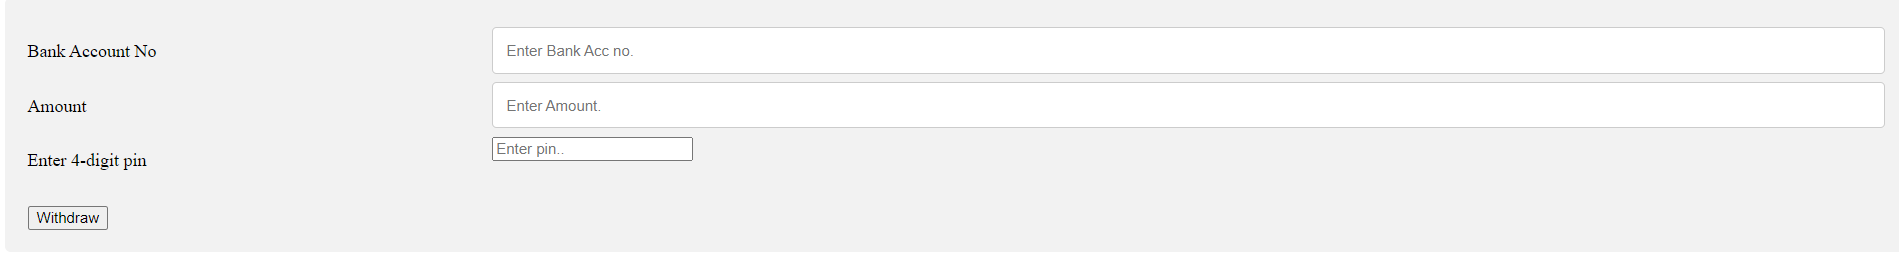 Bank Account No
Enter Bank Acc no.
Amount
Enter Amount.
Enter 4-digit pin
Enter pin..
Withdraw